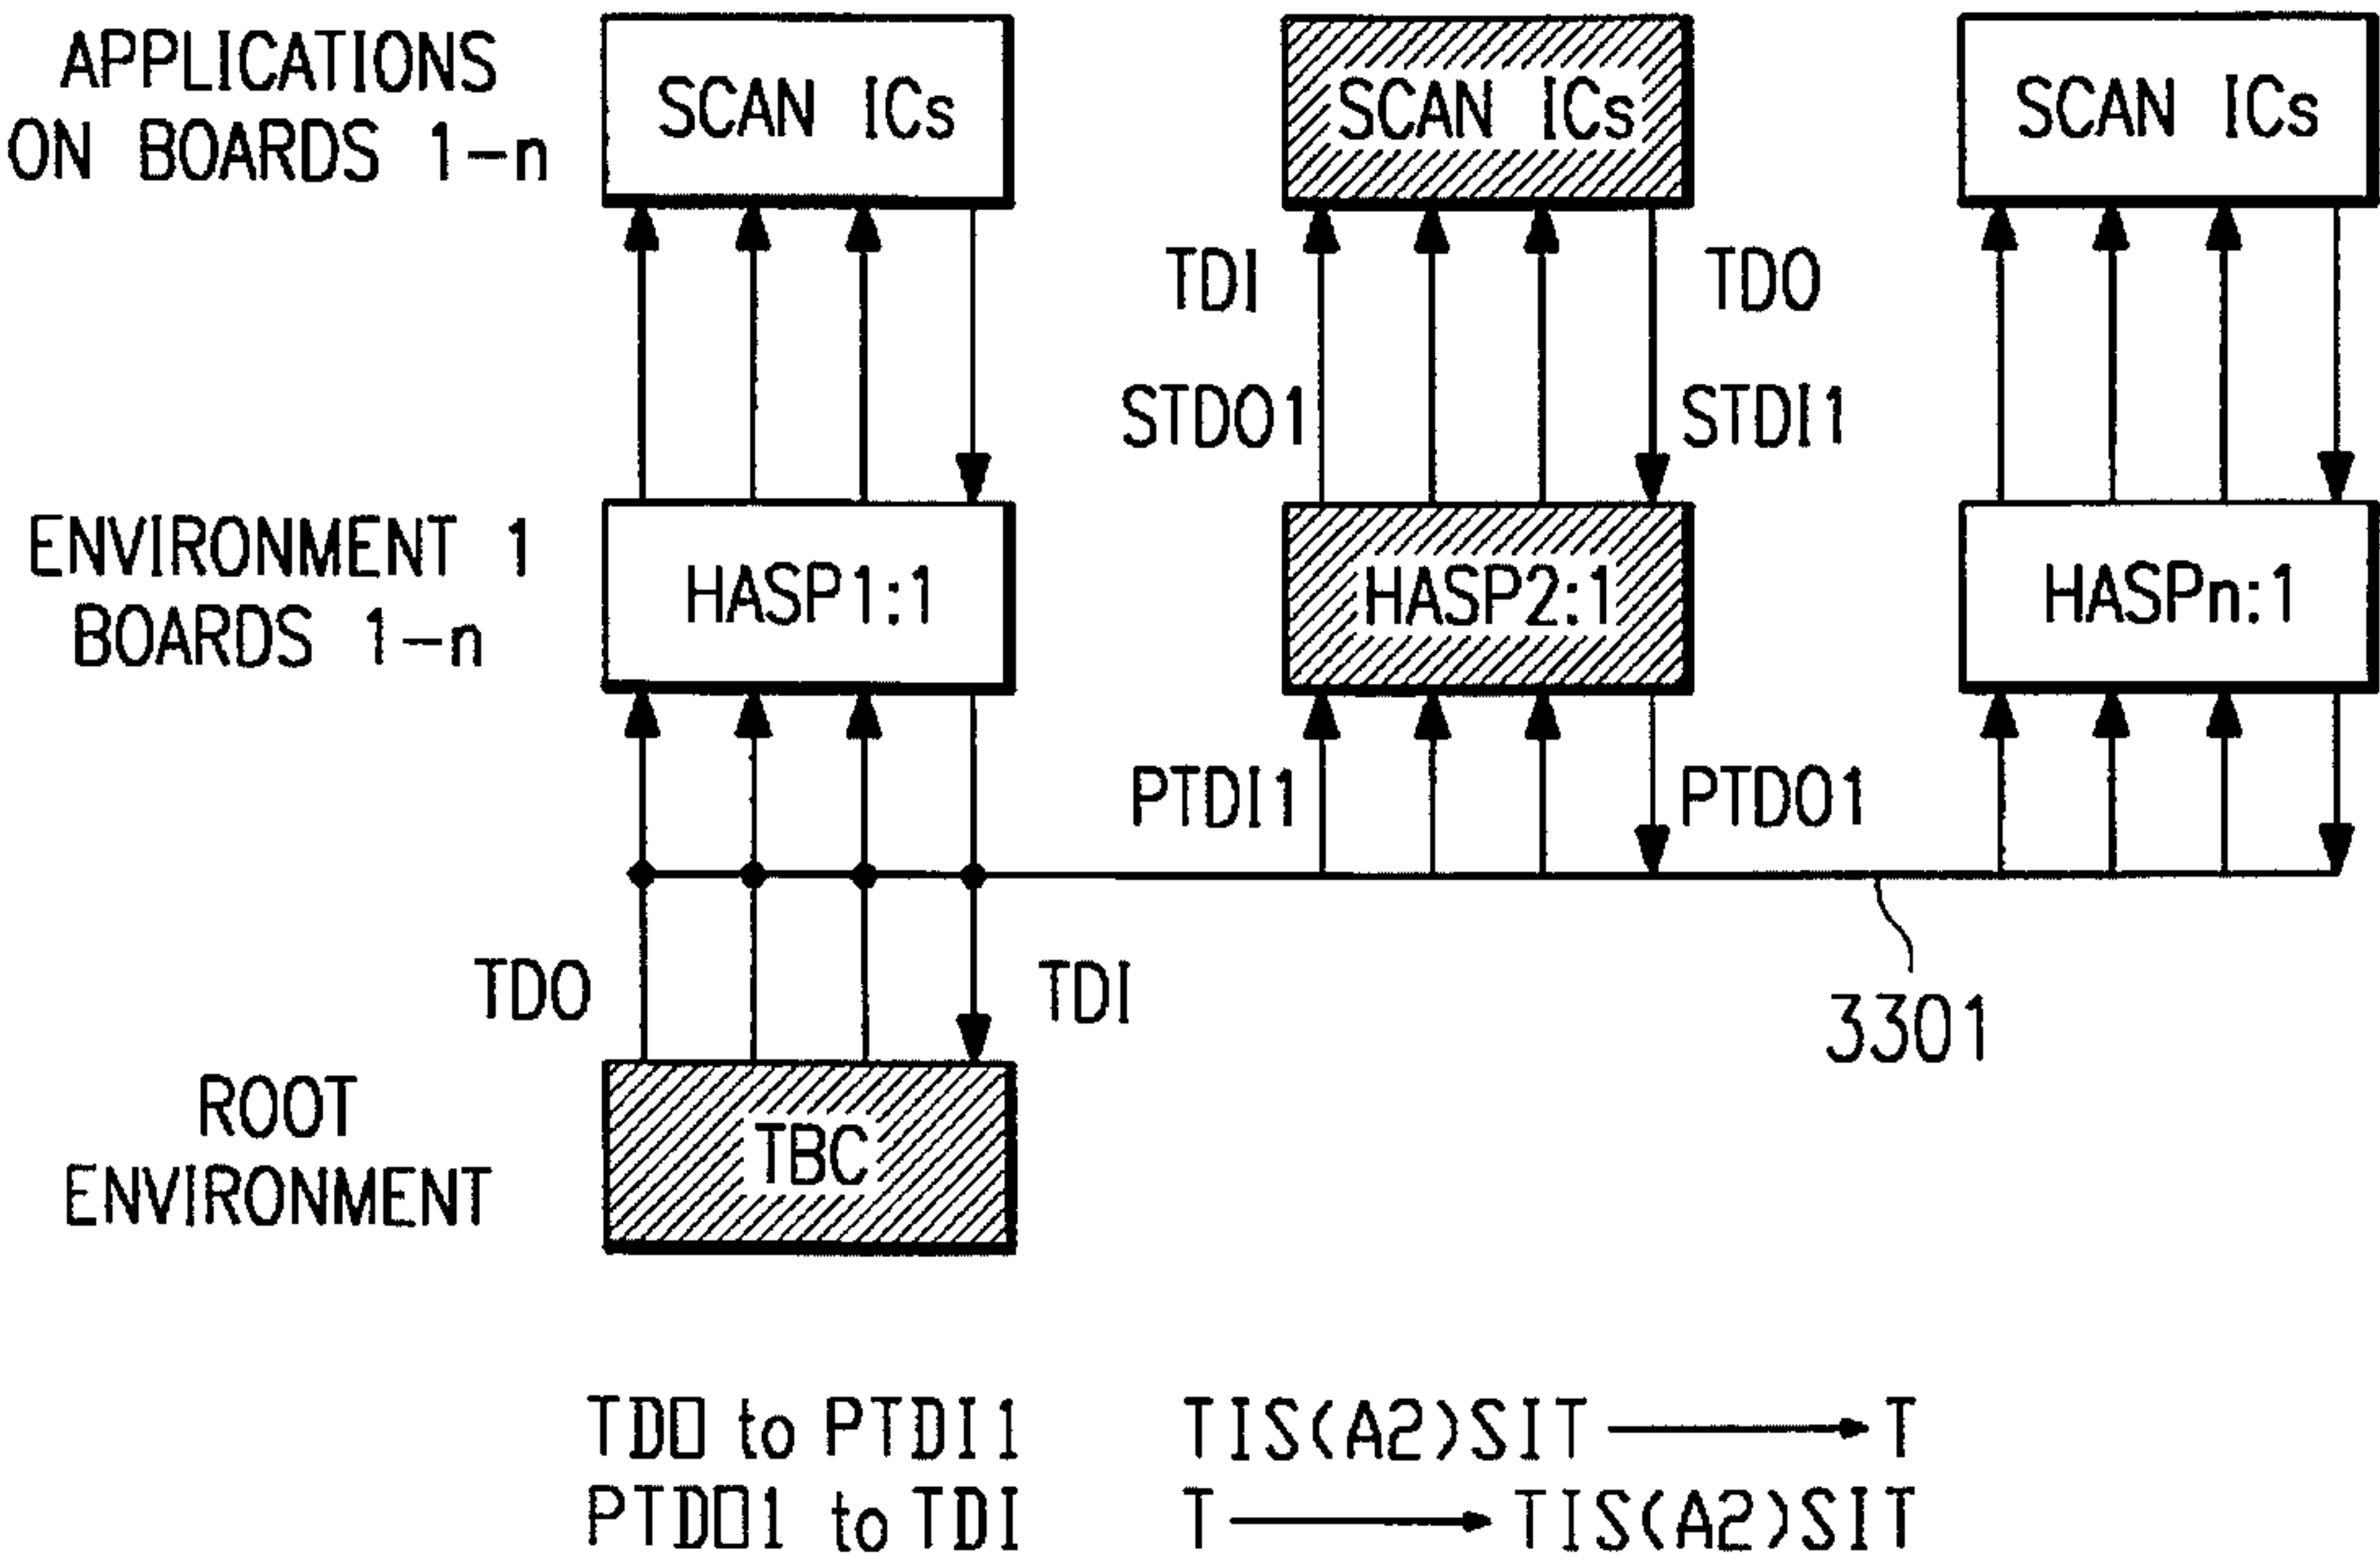 APPLICATIONS
ON BOARDS 1-n
SCAN ICs
SCAN ICs
SCAN ICs
TDI
TDO
STDO1
STDI1
ENVIRONMENT 1
BOARDS 1-n
HASP1:1
HASP2:1
HASPn:1
PTDI1
PTDO1
TDO
TDI
3301
ROOT
ENVIRONMENT
TBC
TDO to PTDI1 TIS(A2)SIT → T
PTDO1 to TDI T → TIS(A2)SIT